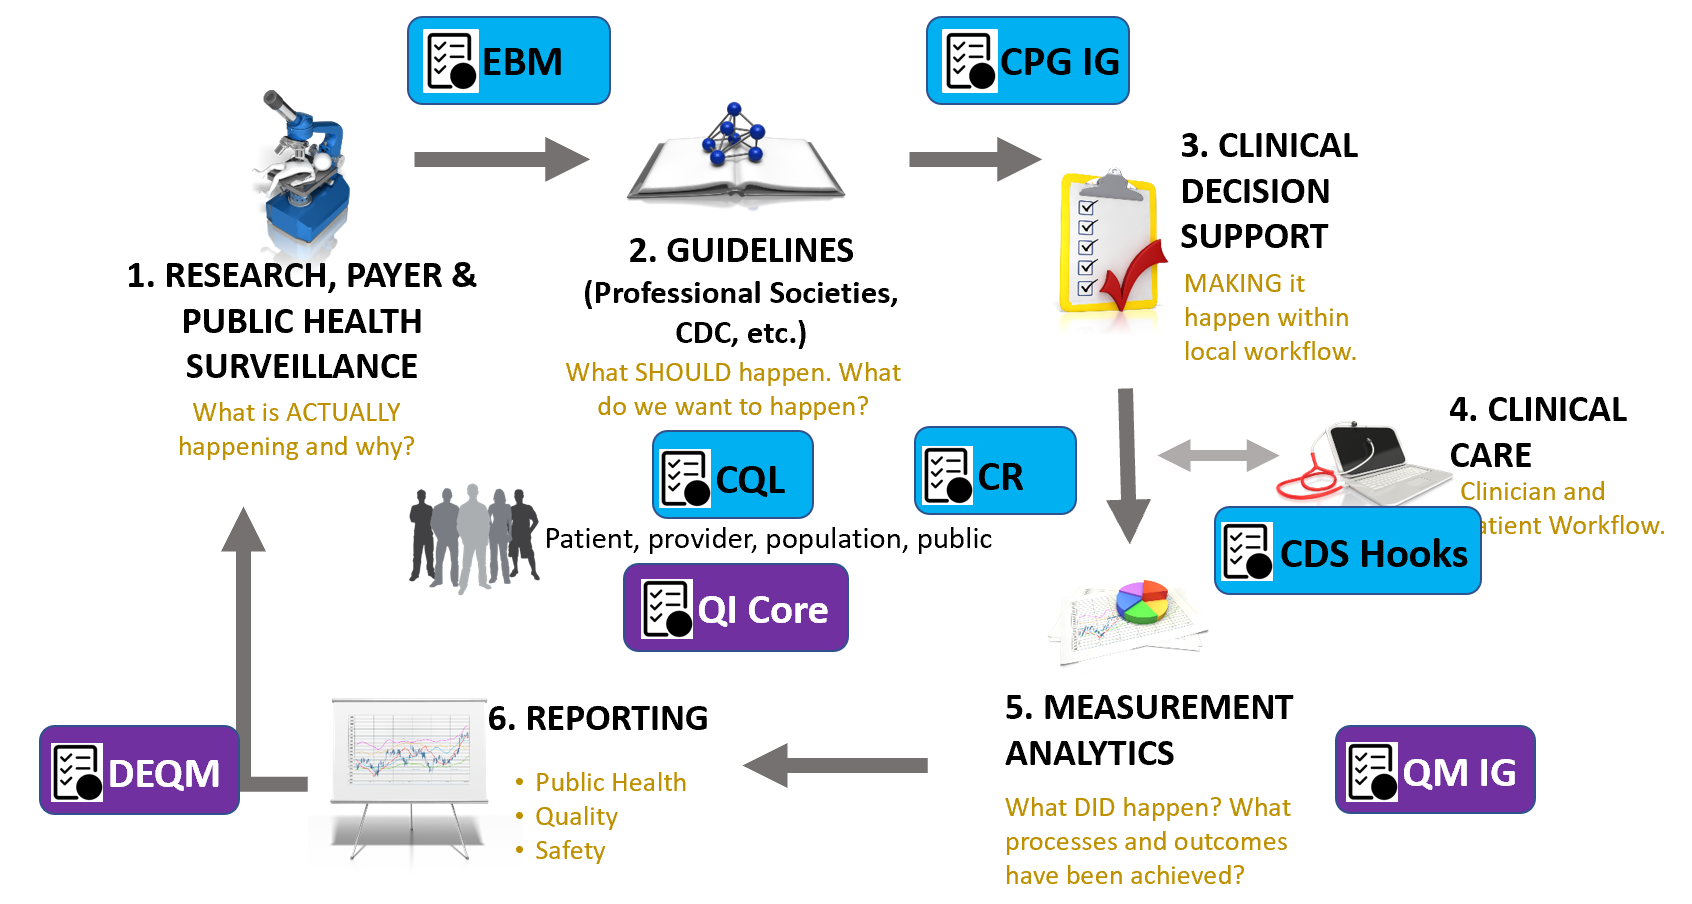 EBM
CPG IG
1. RESEARCH, PAYER &
PUBLIC HEALTH
SURVEILLANCE
What is ACTUALLY
happening and why?
2. GUIDELINES
(Professional Societies,
CDC, etc.)
What SHOULD happen. What
do we want to happen?
3. CLINICAL
DECISION
SUPPORT
MAKING it
happen within
local workflow.
4. CLINICAL
CARE
Clinician and
atient Workflow.
CQL
CR
Patient, provider, population, public
CDS Hooks
QI Core
5. MEASUREMENT
ANALYTICS
What DID happen? What
processes and outcomes
have been achieved?
QM IG
6. REPORTING
• Public Health
• Quality
• Safety
DEQM